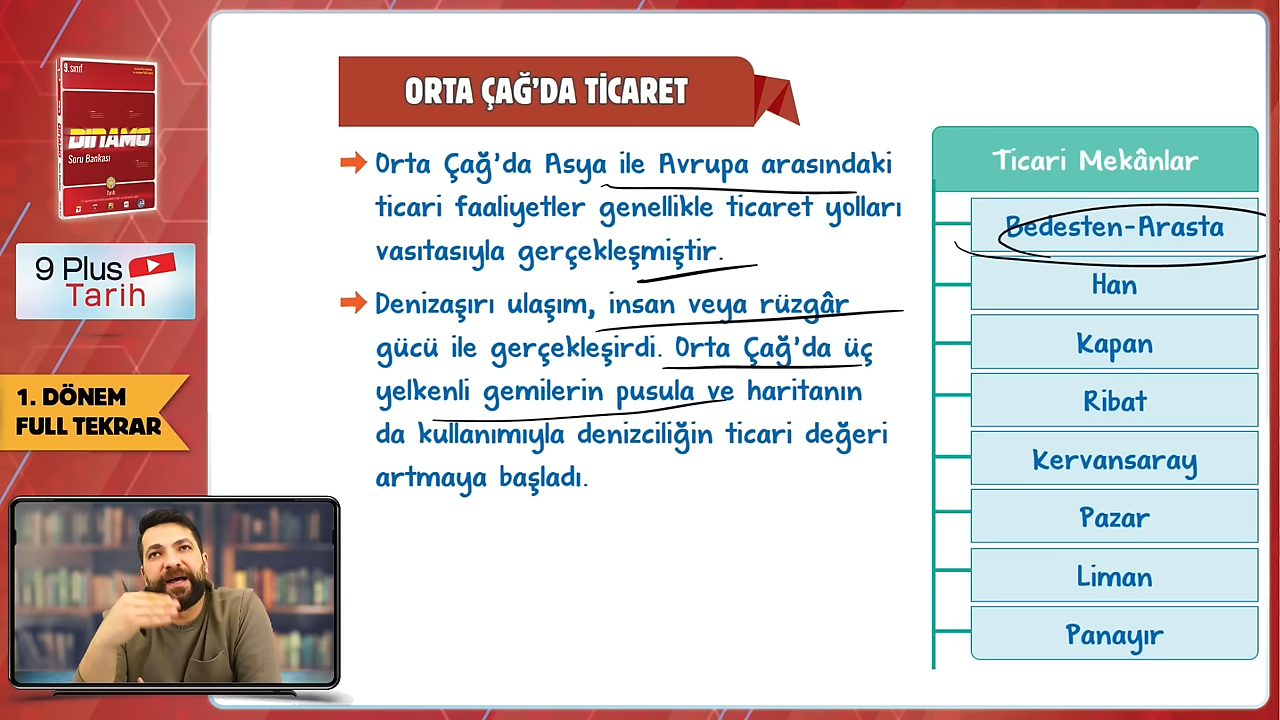 ORTA ÇAĞ'DA TİCARET
Orta Çağ'da Asya ile Avrupa arasındaki
ticari faaliyetler genellikle ticaret yolları
vasıtasıyla gerçekleşmiştir.
Denizaşırı ulaşım, insan veya rüzgâr
gücü ile gerçekleşirdi. Orta Çağ'da üç
yelkenli gemilerin pusula ve haritanın
da kullanımıyla denizciliğin ticari değeri
artmaya başladı.
Ticari Mekânlar
Bedesten-Arasta
Han
Kapan
Ribat
Kervansaray
Pazar
Liman
Panayır
9. sınıf
DİNAMO
Soru Bankası
Tarih
9 Plus
Tarih
1. DÖNEM
FULL TEKRAR